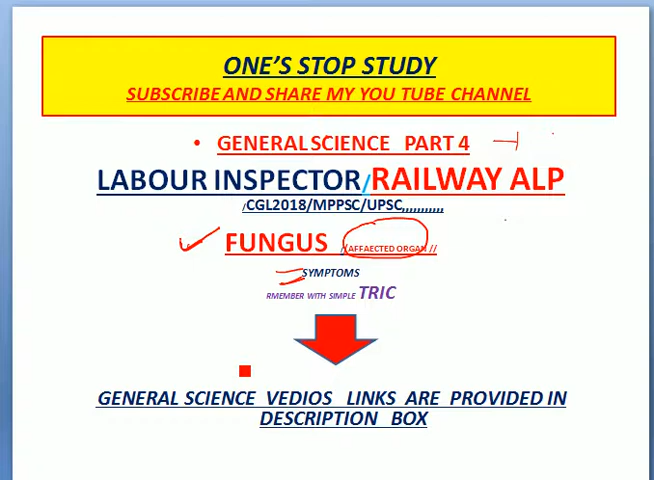 ONE'S STOP STUDY
SUBSCRIBE AND SHARE MY YOU TUBE CHANNEL
• GENERAL SCIENCE PART 4
LABOUR INSPECTOR/RAILWAY ALP
/CGL2018/MPPSC/UPSC,,,,,,,,,,,
FUNGUS //AFFAECTED ORGAN //
SYMPTOMS
RMEMBER WITH SIMPLE TRIC
GENERAL SCIENCE VEDIOS LINKS ARE PROVIDED IN
DESCRIPTION BOX